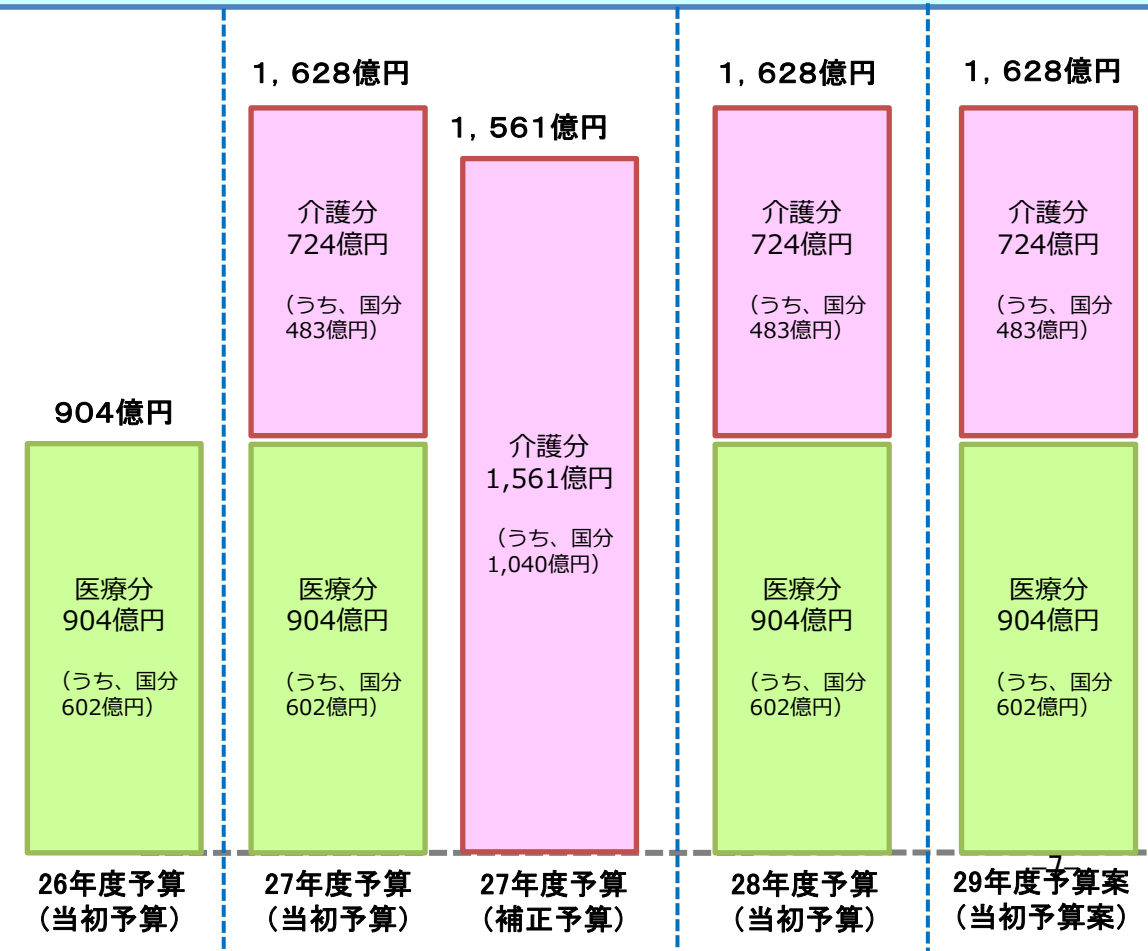 904億円
医療分
904億円
（うち、国分
602億円）
26年度予算
（当初予算）
1，628億円
介護分
724億円
（うち、国分
483億円）
医療分
904億円
（うち、国分
602億円）
27年度予算
（当初予算）
1，561億円
介護分
1,561億円
（うち、国分
1,040億円）
27年度予算
（補正予算）
1，628億円
介護分
724億円
（うち、国分
483億円）
医療分
904億円
（うち、国分
602億円）
28年度予算
（当初予算）
1，628億円
介護分
724億円
（うち、国分
483億円）
医療分
904億円
（うち、国分
602億円）
29年度予算案
（当初予算案）
−7−